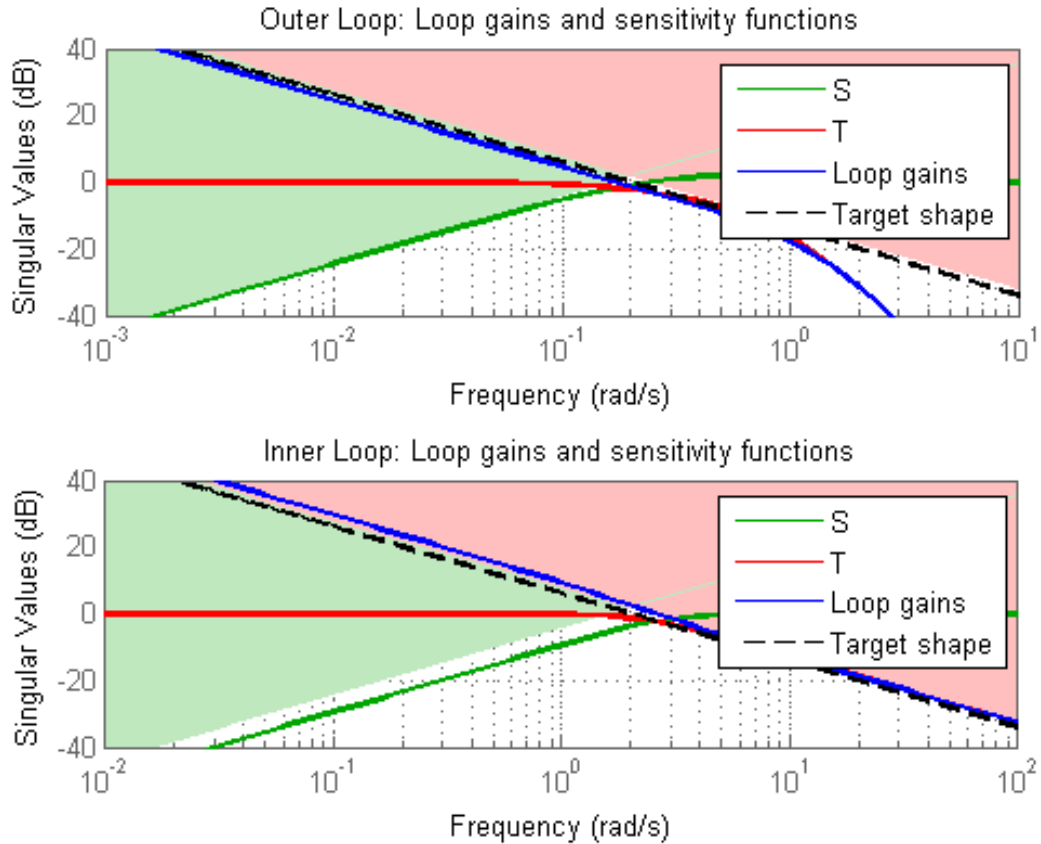 Outer Loop: Loop gains and sensitivity functions
Singular Values (dB)
40
20
0
-20
-40
S
T
Loop gains
Target shape
10^-3
10^-2
10^-1
10^0
10^1
Frequency (rad/s)
Inner Loop: Loop gains and sensitivity functions
Singular Values (dB)
40
20
0
-20
-40
S
T
Loop gains
Target shape
10^-2
10^-1
10^0
10^1
10^2
Frequency (rad/s)